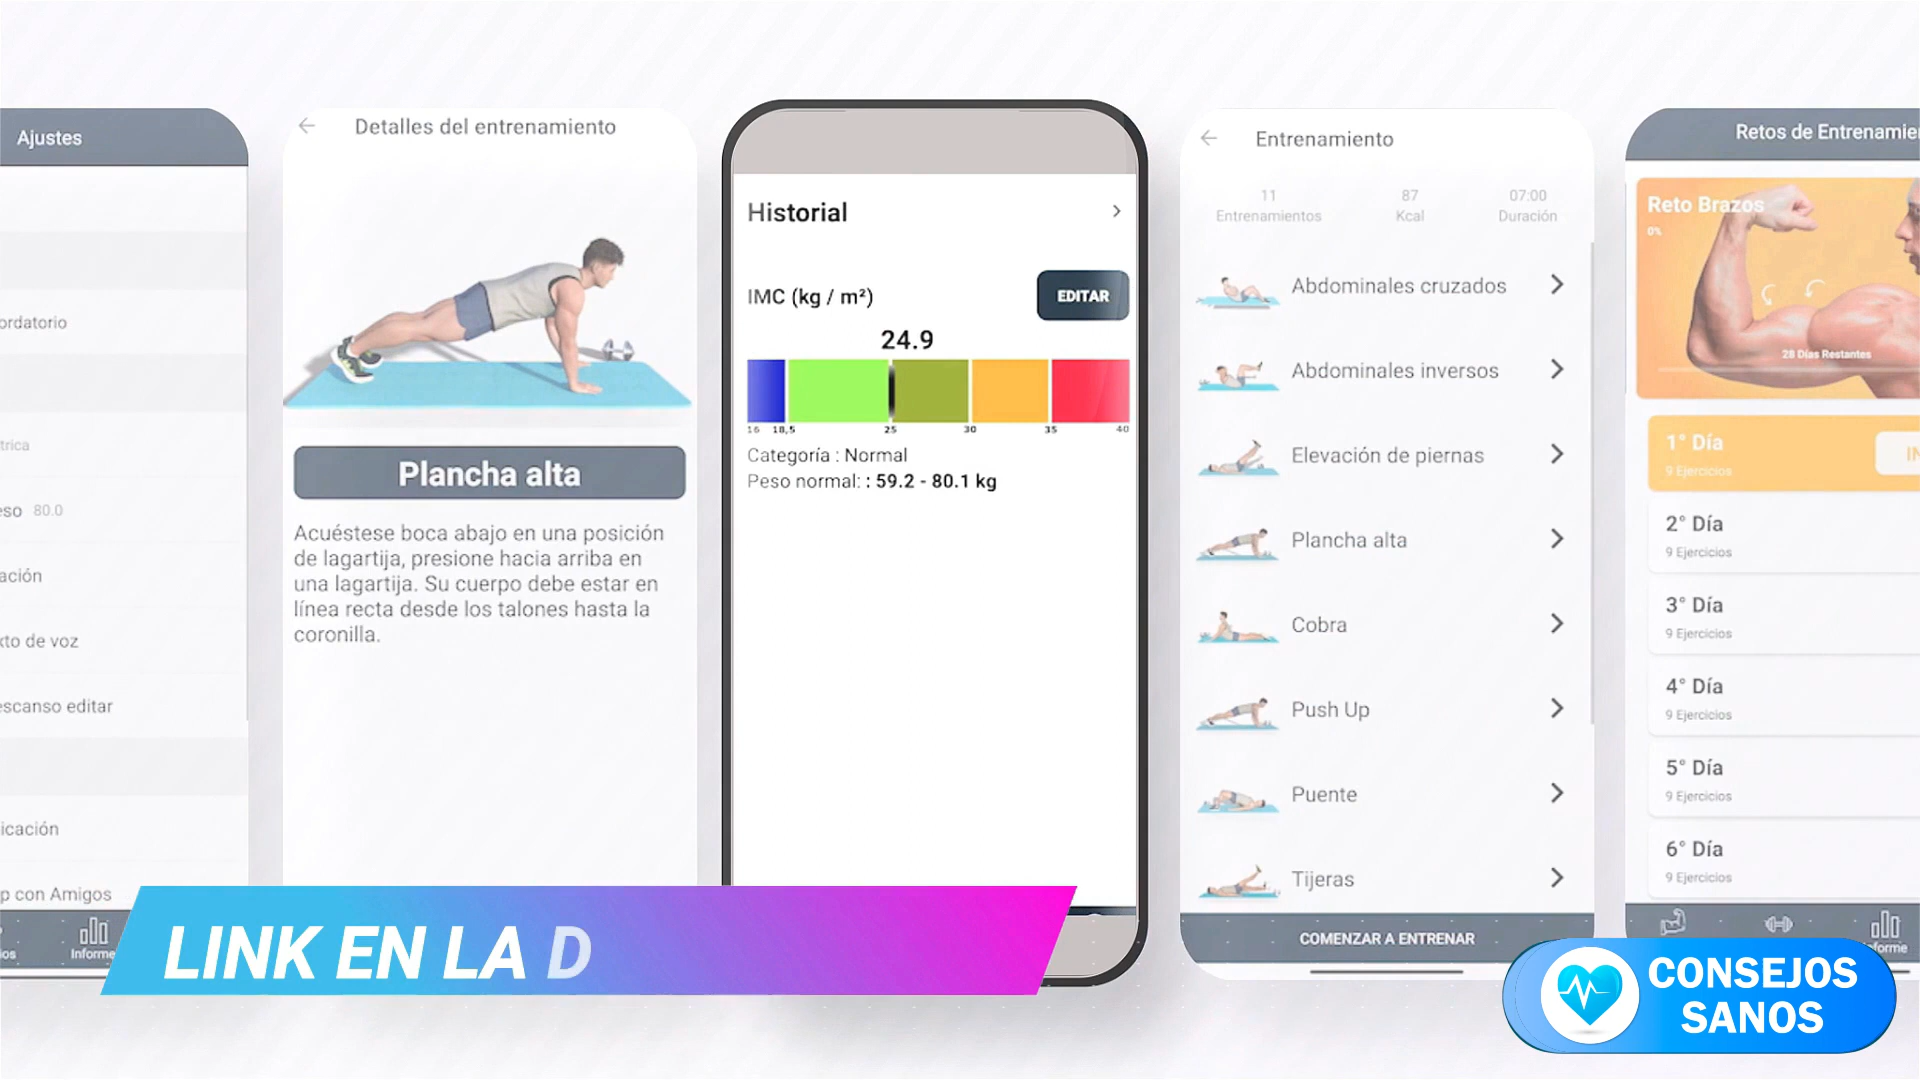 Ajustes
ordatorio
trica
eso 80.0
ación
xto de voz
escanso editar
icación
p con Amigos
ios
Informe
Detalles del entrenamiento
Plancha alta
Acuéstese boca abajo en una posición
de lagartija, presione hacia arriba en
una lagartija. Su cuerpo debe estar en
línea recta desde los talones hasta la
coronilla.
Historial
IMC (kg / m²)
EDITAR
24.9
16 18,5 25 30 35 40
Categoría : Normal
Peso normal: : 59.2 - 80.1 kg
Entrenamiento
11 87 07:00
Entrenamientos Kcal Duración
Abdominales cruzados
Abdominales inversos
Elevación de piernas
Plancha alta
Cobra
Push Up
Puente
Tijeras
COMENZAR A ENTRENAR
Retos de Entrenamie
Reto Brazos
0%
28 Días Restantes
1° Día
9 Ejercicios
IN
2° Día
9 Ejercicios
3° Día
9 Ejercicios
4° Día
9 Ejercicios
5° Día
9 Ejercicios
6° Día
9 Ejercicios
forme
LINK EN LA D
CONSEJOS
SANOS